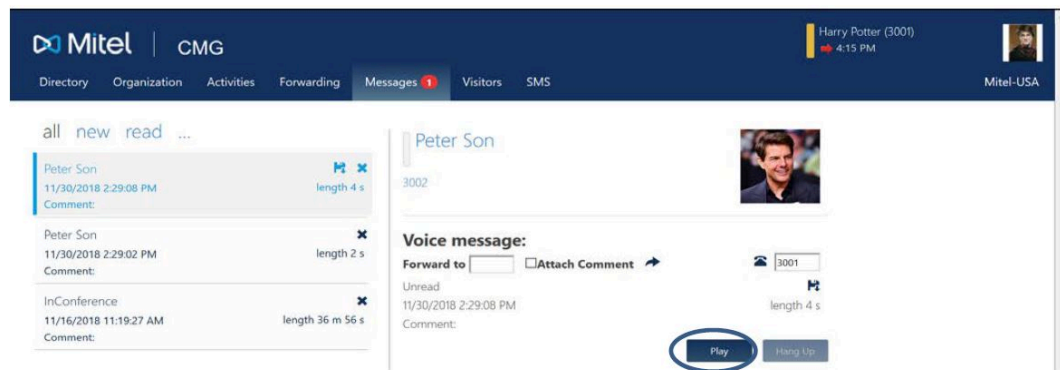 Mitel | CMG
Harry Potter (3001)
4:15 PM
Directory Organization Activities Forwarding Messages 1 Visitors SMS
Mitel-USA
all new read ...
Peter Son
11/30/2018 2:29:08 PM length 4 s
Comment:
Peter Son
11/30/2018 2:29:02 PM length 2 s
Comment:
InConference
11/16/2018 11:19:27 AM length 36 m 56 s
Comment:
Peter Son
3002
Voice message:
Forward to Attach Comment 3001
Unread
11/30/2018 2:29:08 PM length 4 s
Comment:
Play Hang Up